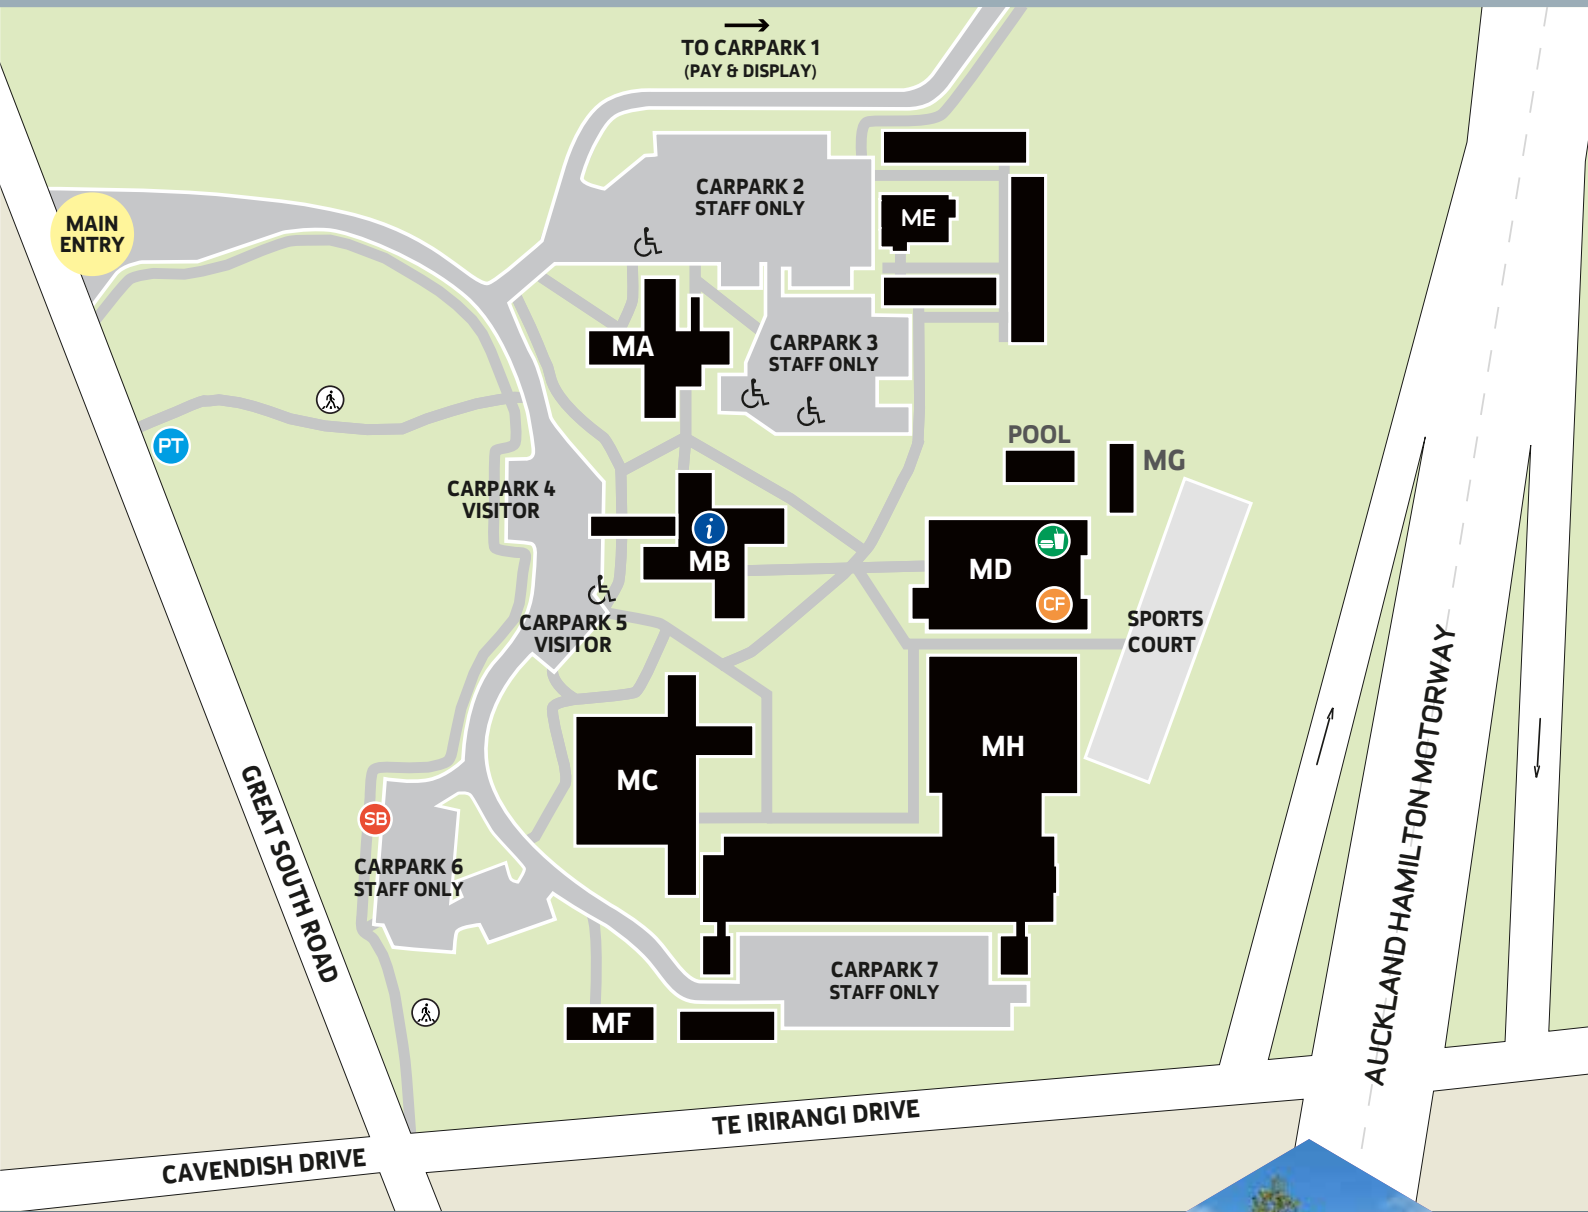 TO CARPARK 1
(PAY & DISPLAY)
CARPARK 2
STAFF ONLY
MAIN
ENTRY
ME
MA
CARPARK 3
STAFF ONLY
PT
POOL
MG
CARPARK 4
VISITOR
i
MB
MD
CF
CARPARK 5
VISITOR
SPORTS
COURT
MH
MC
SB
CARPARK 6
STAFF ONLY
GREAT SOUTH ROAD
AUCKLAND HAMILTON MOTORWAY
CARPARK 7
STAFF ONLY
MF
TE IRIRANGI DRIVE
CAVENDISH DRIVE